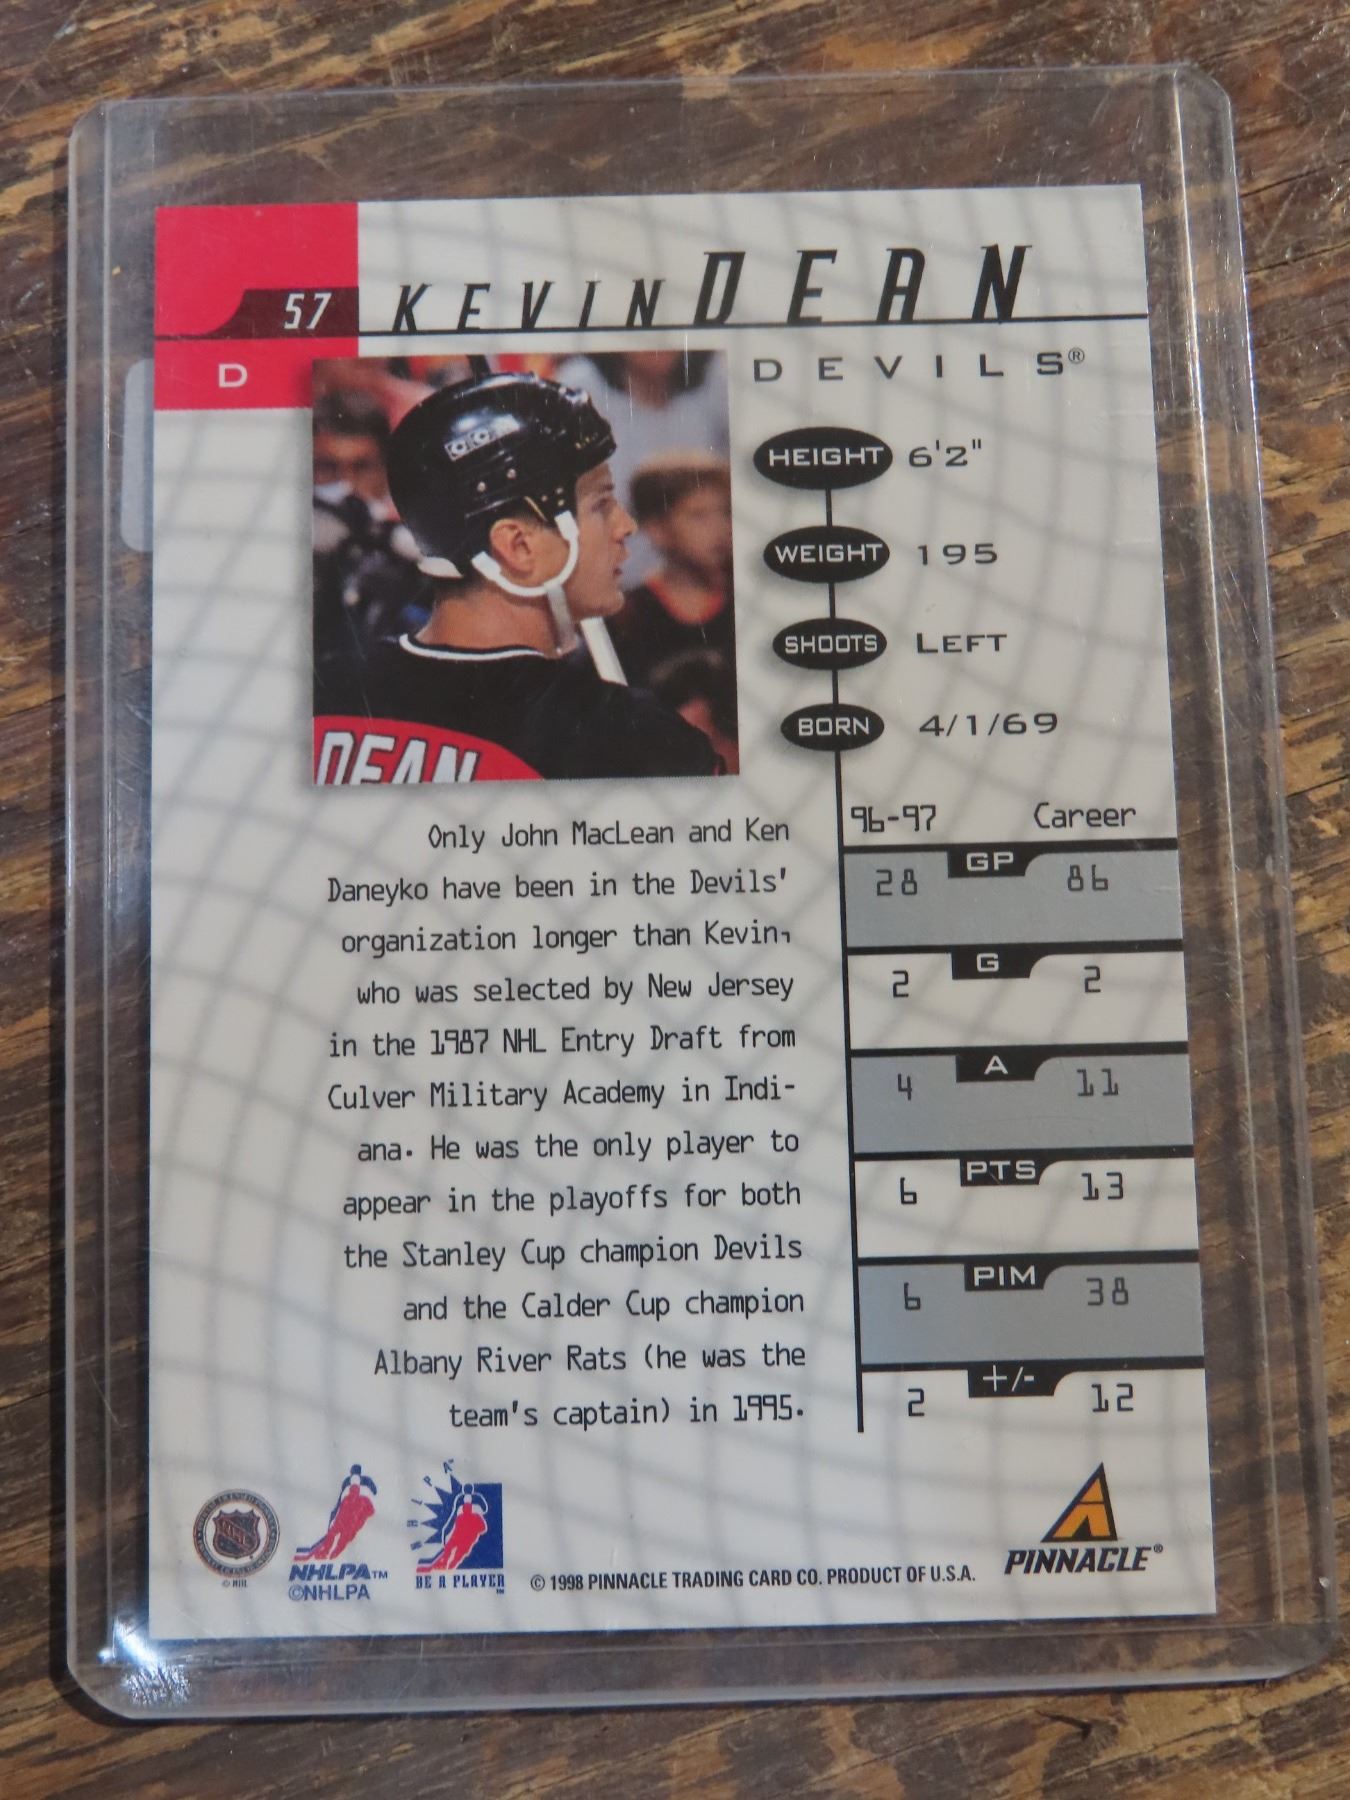 57 KEVIN DEAN
D
DEVILS®
CCM
DEAN
HEIGHT 6'2"
WEIGHT 195
SHOOTS LEFT
BORN 4/1/69
Only John MacLean and Ken
Daneyko have been in the Devils'
organization longer than Kevin,
who was selected by New Jersey
in the 1987 NHL Entry Draft from
Culver Military Academy in Indi-
ana. He was the only player to
appear in the playoffs for both
the Stanley Cup champion Devils
and the Calder Cup champion
Albany River Rats (he was the
team's captain) in 1995.
96-97 Career
28 GP 86
2 G 2
4 A 11
6 PTS 13
6 PIM 38
2 +/- 12
© NHL
NHLPA™
©NHLPA
NHLPA
BE A PLAYER™
© 1998 PINNACLE TRADING CARD CO. PRODUCT OF U.S.A.
PINNACLE®